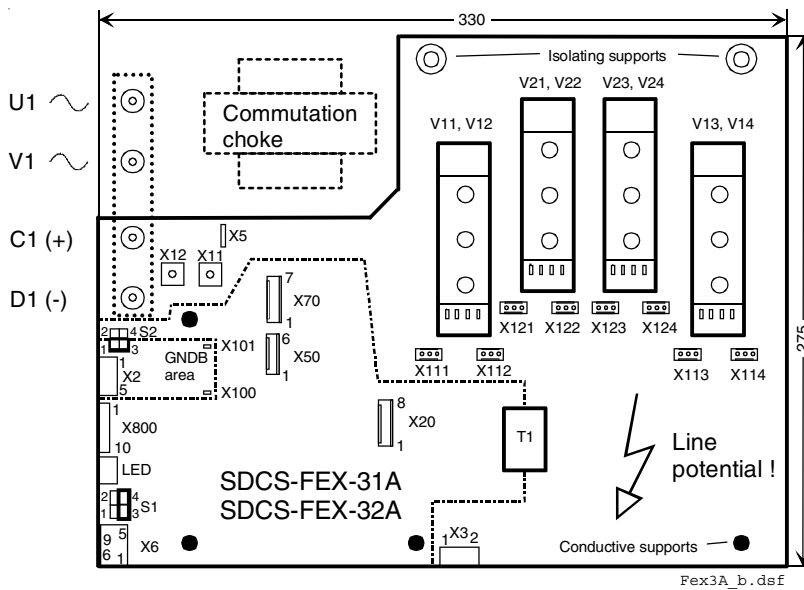 330
Isolating supports
V21, V22 V23, V24
U1
Commutation
choke
V11, V12
V13, V14
V1
C1 (+)
X5
X12 X11
D1 (-)
7
X70
1
2 4 S2
1 3
X121 X122 X123 X124
275
X101
GNDB
area
6
X50
1
1
X2
5
X100
X111 X112
X113 X114
1
X800
10
8
X20
1
T1
Line
potential !
LED
SDCS-FEX-31A
SDCS-FEX-32A
2 4
1 3
S1
9 5
6 1
X6
1 X3 2
Conductive supports
Fex3A_b.dsf